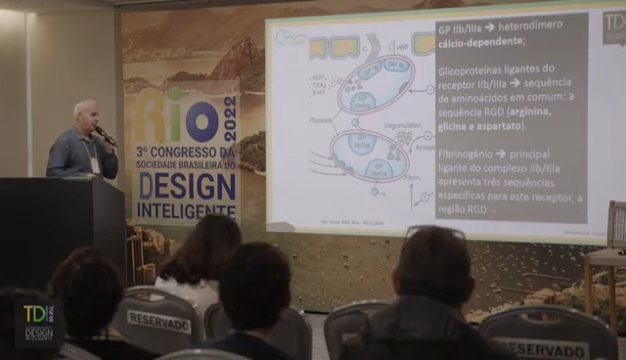 RIO
2022
3º CONGRESSO DA
SOCIEDADE BRASILEIRA DO
DESIGN
INTELIGENTE
GP IIb/IIIa ➔ heterodímero
cálcio-dependente;
Glicoproteínas ligantes do
receptor IIb/IIIa ➔ sequência
de aminoácidos em comum: a
sequência RGD (arginina,
glicina e aspartato).
Fibrinogênio ➔ principal
ligante do complexo IIb/IIIa
apresenta três sequências
específicas para este receptor, a
região RGD
TDI
TDI
BRASIL
DESIGN
INTELIGENTE
RESERVADO
RESERVADO